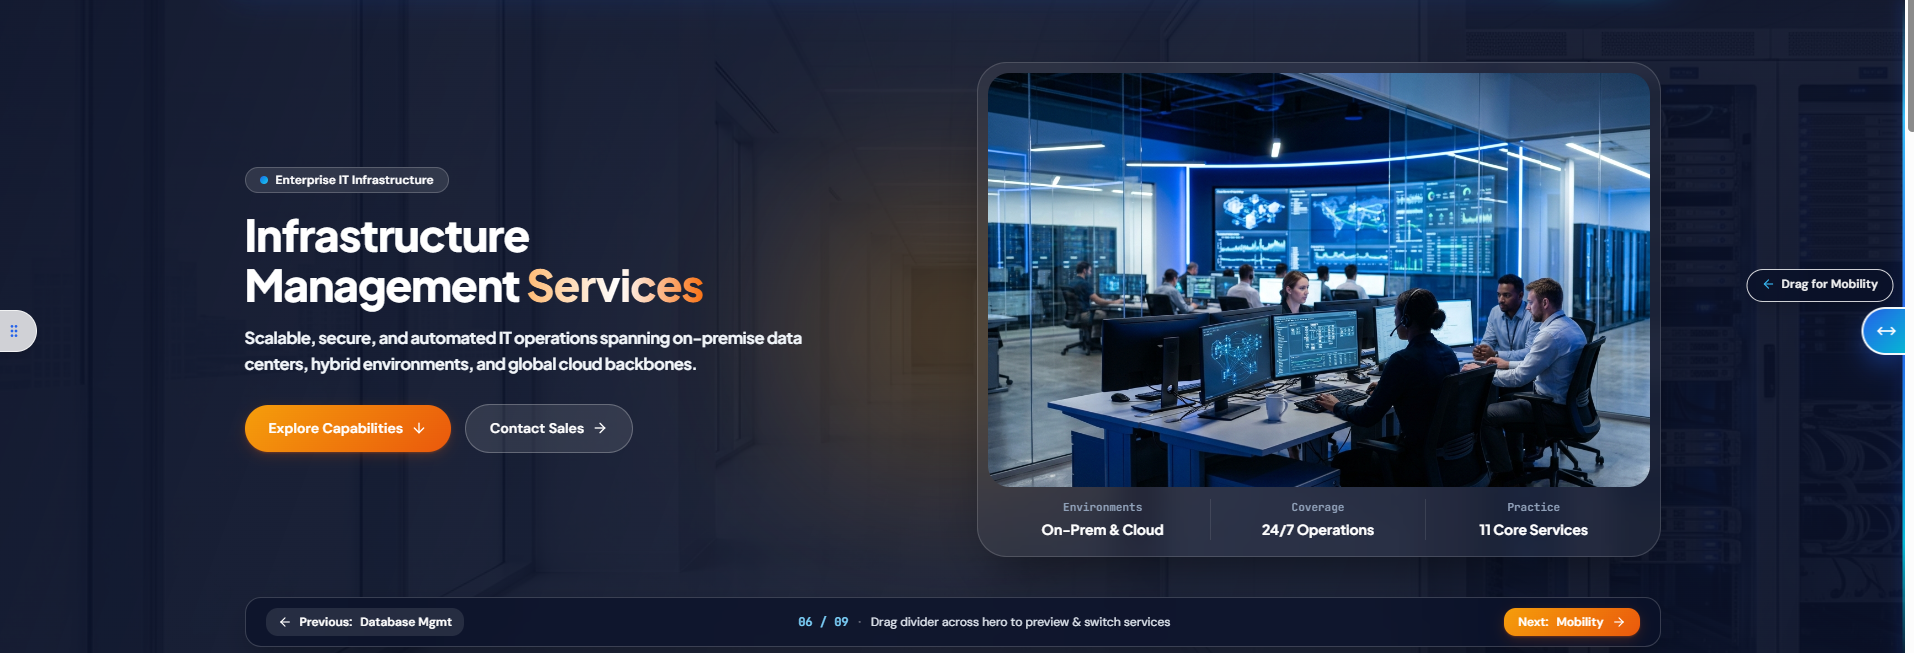 Enterprise IT Infrastructure
Infrastructure
Management Services
Scalable, secure, and automated IT operations spanning on-premise data
centers, hybrid environments, and global cloud backbones.
Explore Capabilities ↓
Contact Sales →
Environments
On-Prem & Cloud
Coverage
24/7 Operations
Practice
11 Core Services
← Drag for Mobility
← Previous: Database Mgmt
06 / 09 · Drag divider across hero to preview & switch services
Next: Mobility →